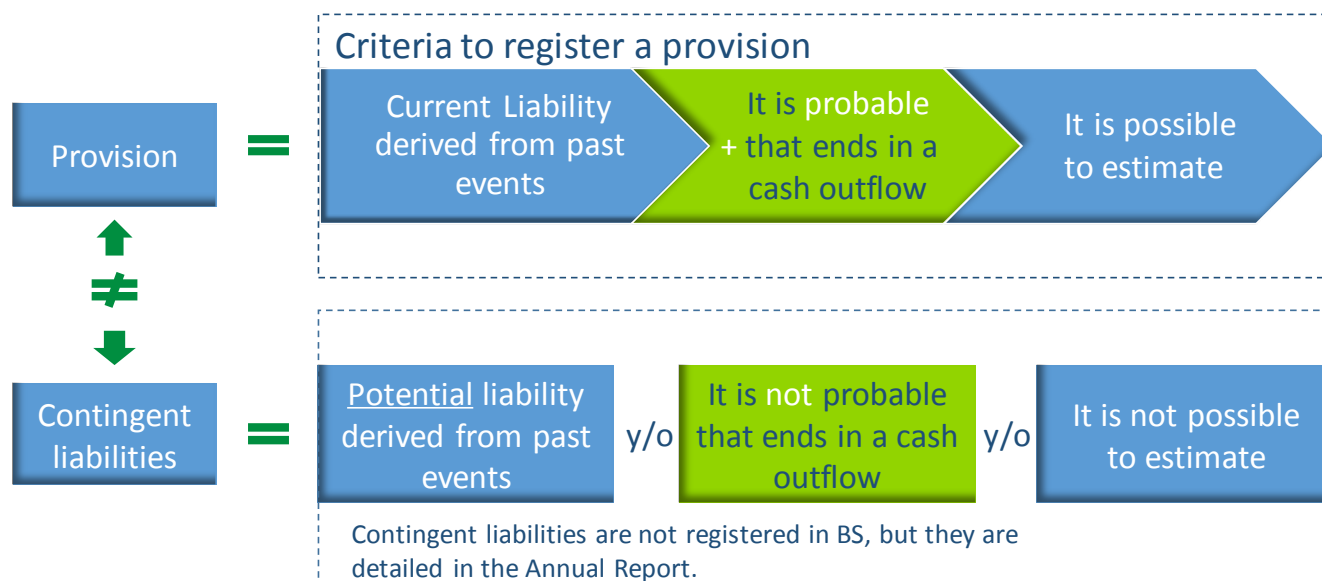 Criteria to register a provision
Provision
=
Current Liability
derived from past
events
+
It is probable
that ends in a
cash outflow
It is possible
to estimate
≠
Contingent
liabilities
=
Potential liability
derived from past
events
y/o
It is not probable
that ends in a cash
outflow
y/o
It is not possible
to estimate
Contingent liabilities are not registered in BS, but they are
detailed in the Annual Report.